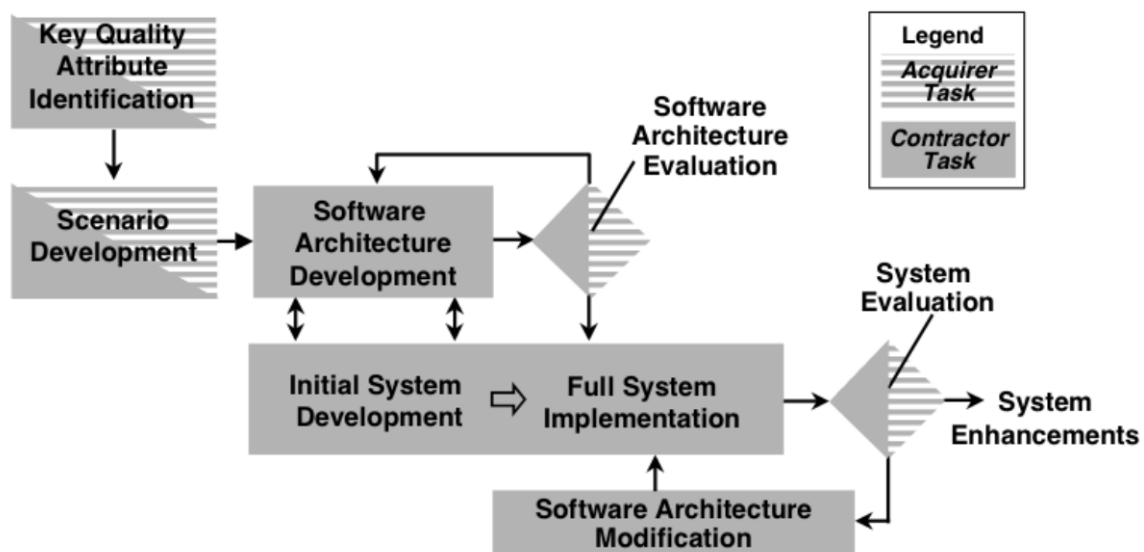 Key Quality
Attribute
Identification
Legend
Acquirer
Task
Contractor
Task
Software
Architecture
Evaluation
Scenario
Development
Software
Architecture
Development
System
Evaluation
Initial System
Development
Full System
Implementation
System
Enhancements
Software Architecture
Modification